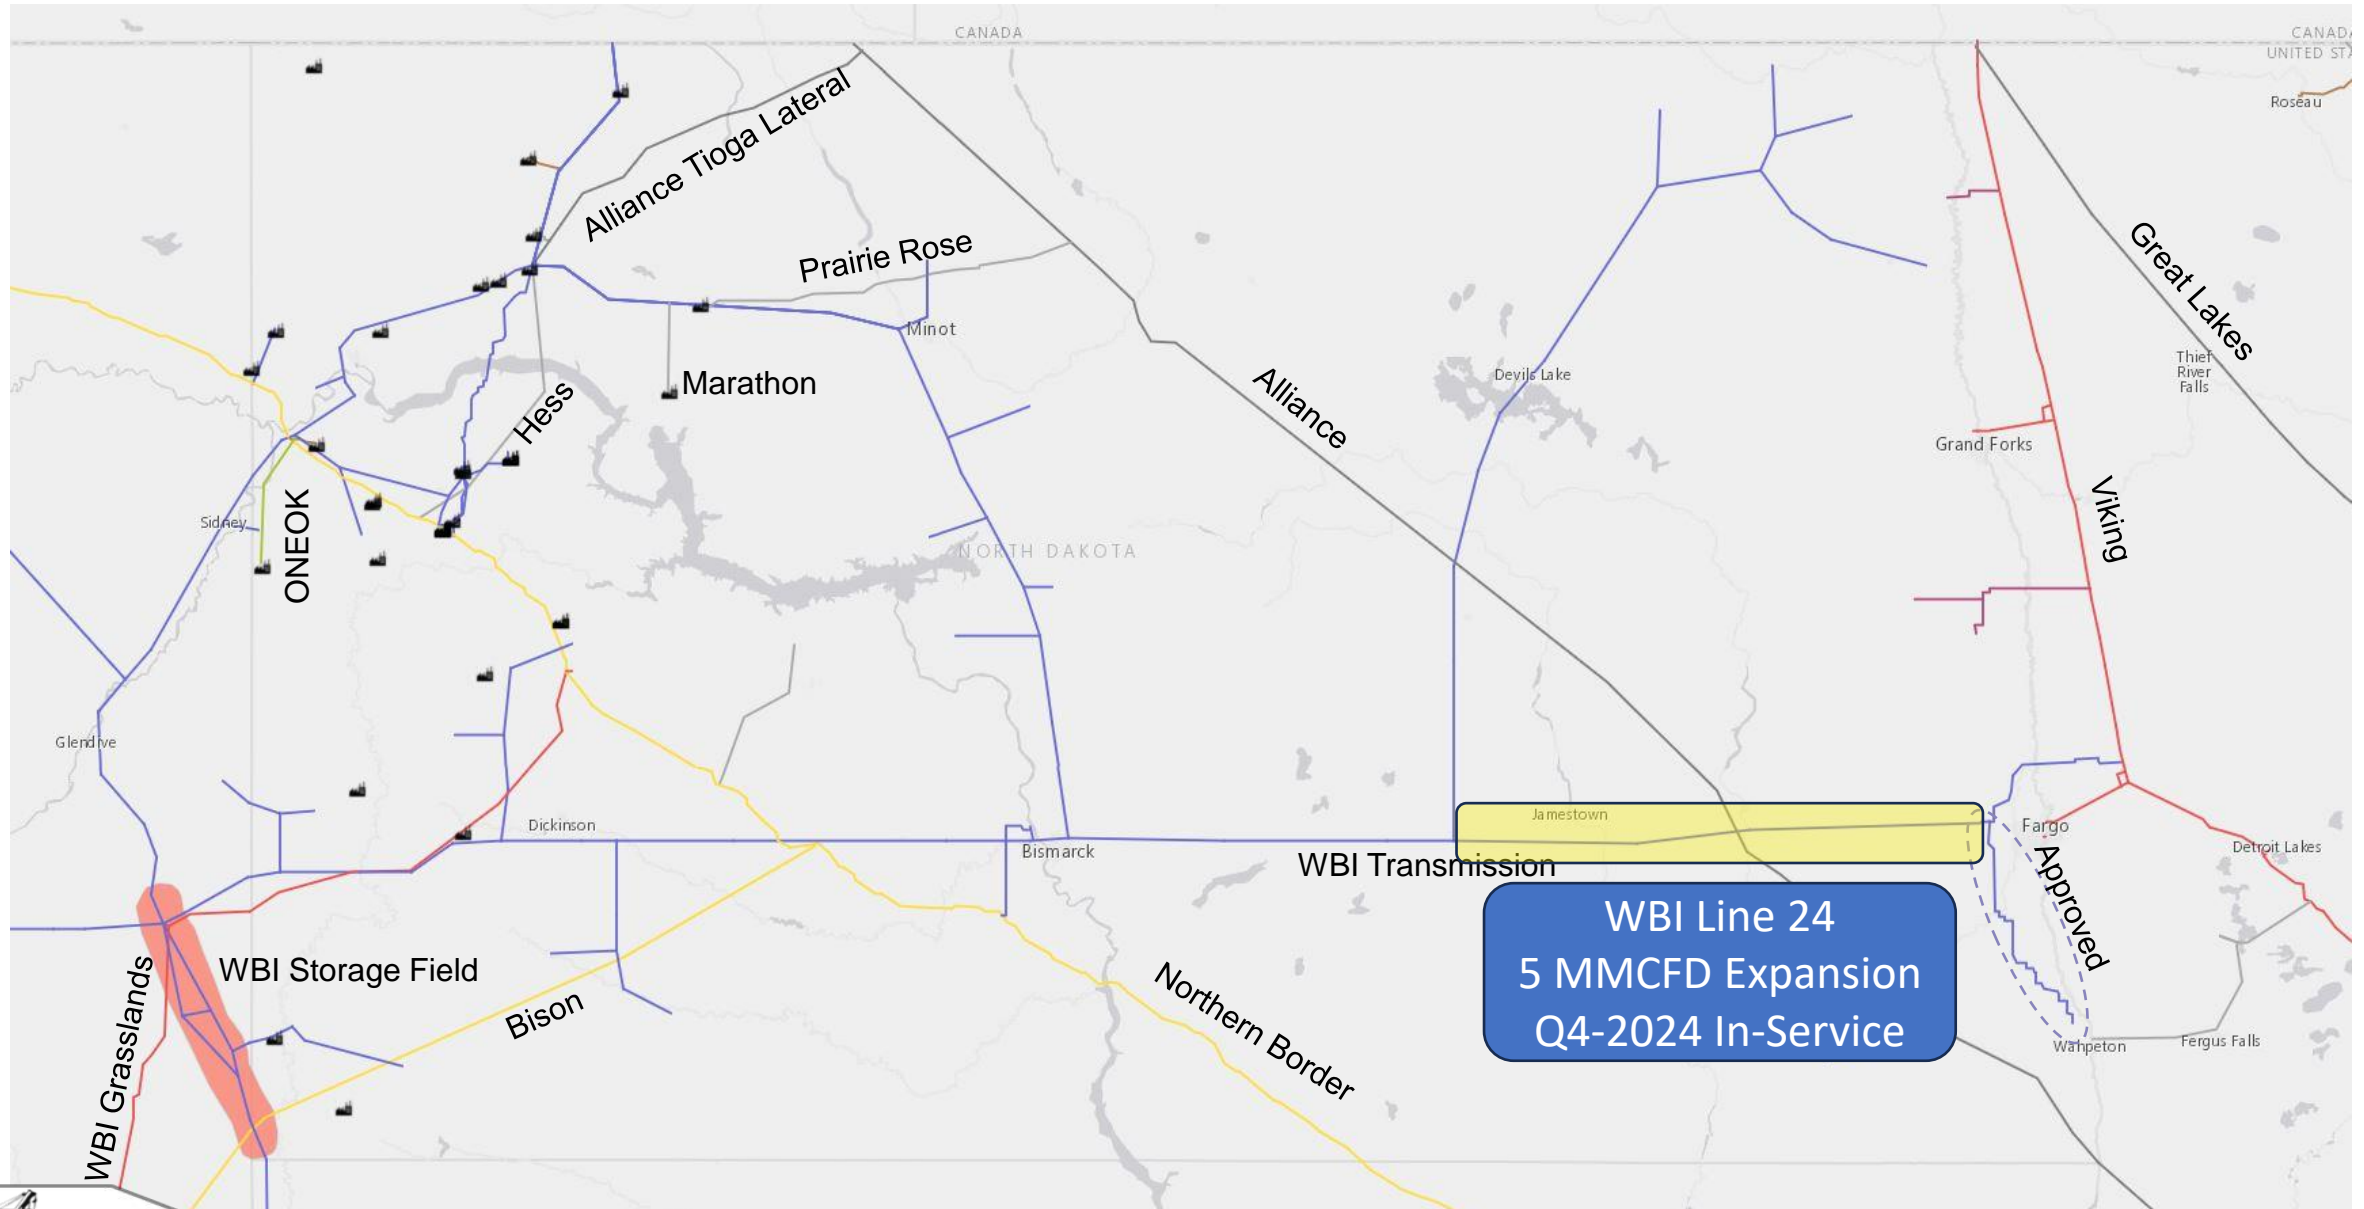 CANADA
CANADA
UNITED STA
Roseau
Alliance Tioga Lateral
Prairie Rose
Great Lakes
Minot
Thief
River
Falls
Devils Lake
Marathon
Alliance
Hess
Grand Forks
Sidney
ONEOK
Viking
NORTH DAKOTA
Glendive
Dickinson
Jamestown
Fargo
Bismarck
Detroit Lakes
WBI Transmission
Approved
WBI Line 24
5 MMCFD Expansion
Q4-2024 In-Service
WBI Storage Field
WBI Grasslands
Bison
Northern Border
Wahpeton
Fergus Falls